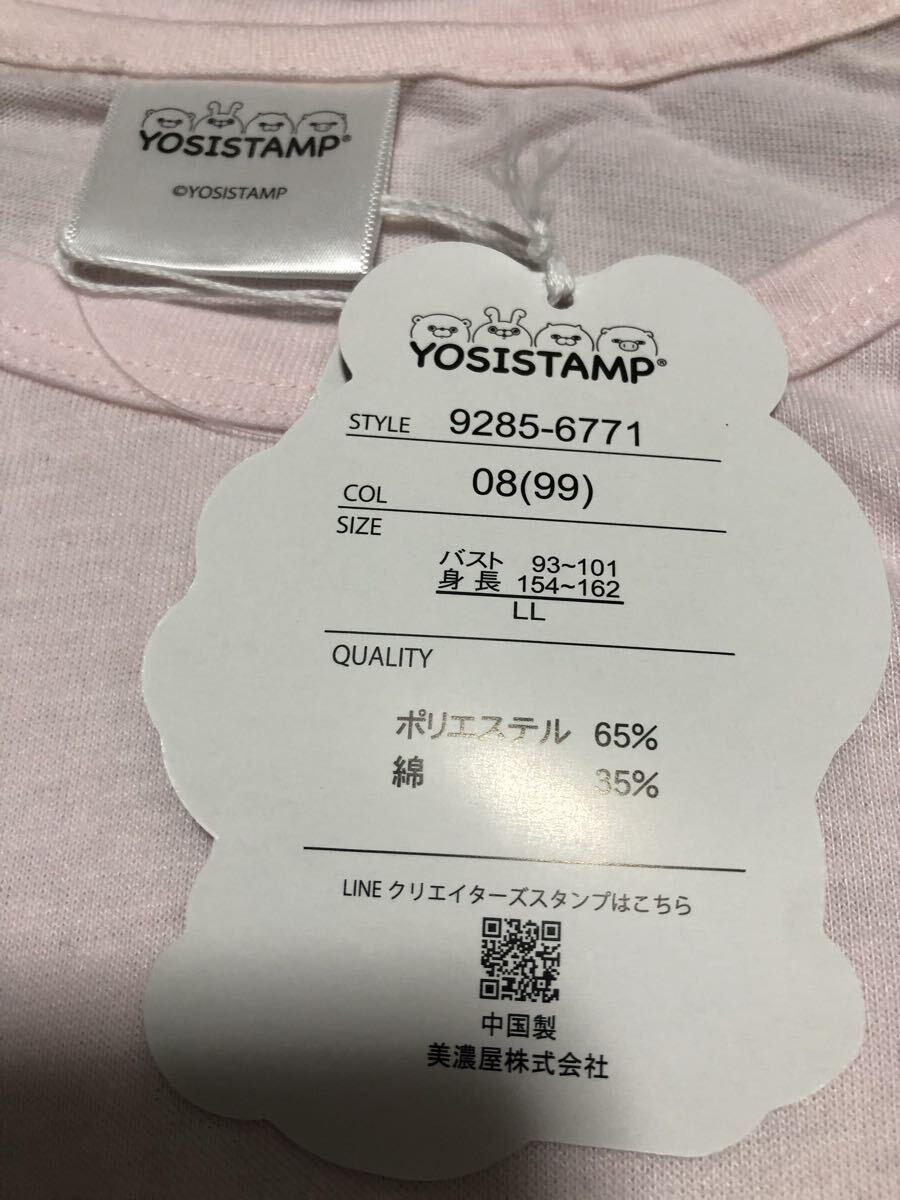 YOSISTAMP®
©YOSISTAMP
YOSISTAMP®
STYLE 9285-6771
COL 08(99)
SIZE
バスト 93~101
身長 154~162
LL
QUALITY
ポリエステル 65%
綿 35%
LINE クリエイターズスタンプはこちら
中国製
美濃屋株式会社